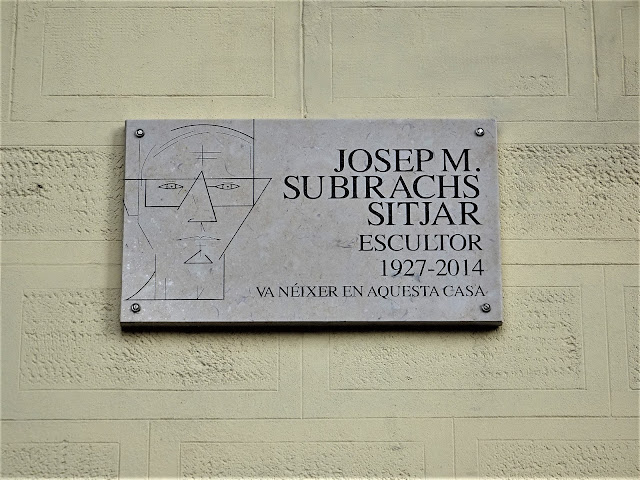 JOSEP M.
SUBIRACHS
SITJAR
ESCULTOR
1927-2014
VA NÉIXER EN AQUESTA CASA